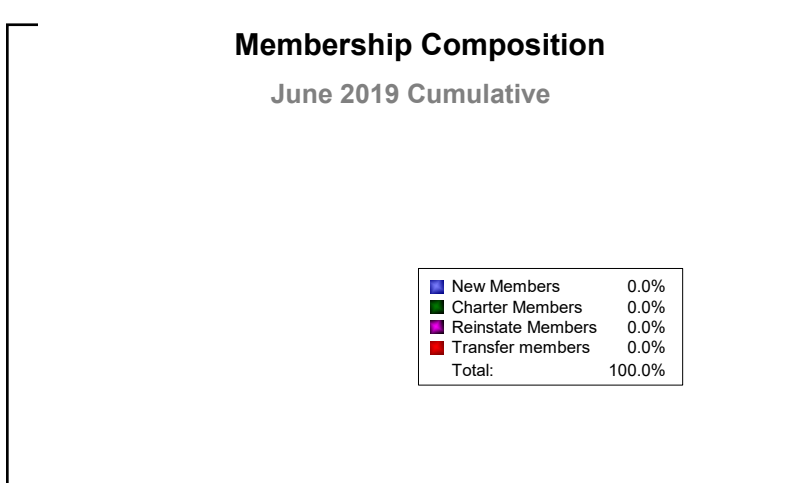 Membership Composition
June 2019 Cumulative
New Members 0.0%
Charter Members 0.0%
Reinstate Members 0.0%
Transfer members 0.0%
Total: 100.0%